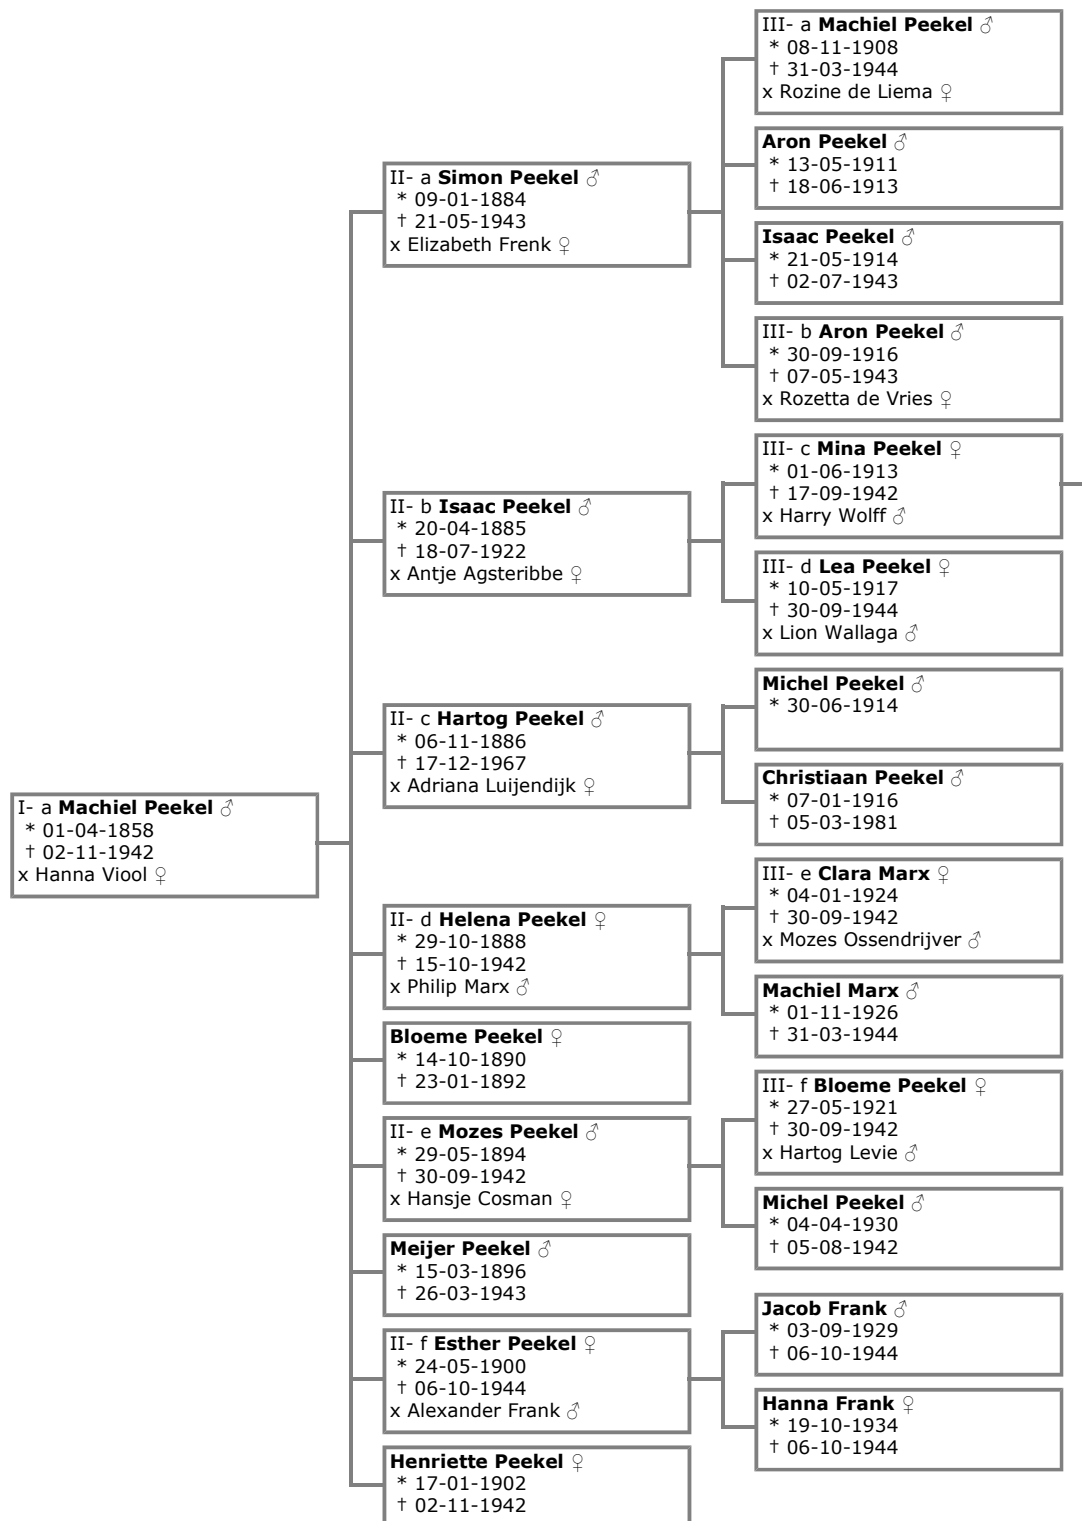 III- a Machiel Peekel ♂
* 08-11-1908
† 31-03-1944
x Rozine de Liema ♀
Aron Peekel ♂
* 13-05-1911
† 18-06-1913
II- a Simon Peekel ♂
* 09-01-1884
† 21-05-1943
x Elizabeth Frenk ♀
Isaac Peekel ♂
* 21-05-1914
† 02-07-1943
III- b Aron Peekel ♂
* 30-09-1916
† 07-05-1943
x Rozetta de Vries ♀
III- c Mina Peekel ♀
* 01-06-1913
† 17-09-1942
x Harry Wolff ♂
II- b Isaac Peekel ♂
* 20-04-1885
† 18-07-1922
x Antje Agsteribbe ♀
III- d Lea Peekel ♀
* 10-05-1917
† 30-09-1944
x Lion Wallaga ♂
Michel Peekel ♂
* 30-06-1914
II- c Hartog Peekel ♂
* 06-11-1886
† 17-12-1967
x Adriana Luijendijk ♀
Christiaan Peekel ♂
* 07-01-1916
† 05-03-1981
I- a Machiel Peekel ♂
* 01-04-1858
† 02-11-1942
x Hanna Viool ♀
III- e Clara Marx ♀
* 04-01-1924
† 30-09-1942
x Mozes Ossendrijver ♂
II- d Helena Peekel ♀
* 29-10-1888
† 15-10-1942
x Philip Marx ♂
Machiel Marx ♂
* 01-11-1926
† 31-03-1944
Bloeme Peekel ♀
* 14-10-1890
† 23-01-1892
III- f Bloeme Peekel ♀
* 27-05-1921
† 30-09-1942
x Hartog Levie ♂
II- e Mozes Peekel ♂
* 29-05-1894
† 30-09-1942
x Hansje Cosman ♀
Michel Peekel ♂
* 04-04-1930
† 05-08-1942
Meijer Peekel ♂
* 15-03-1896
† 26-03-1943
Jacob Frank ♂
* 03-09-1929
† 06-10-1944
II- f Esther Peekel ♀
* 24-05-1900
† 06-10-1944
x Alexander Frank ♂
Hanna Frank ♀
* 19-10-1934
† 06-10-1944
Henriette Peekel ♀
* 17-01-1902
† 02-11-1942